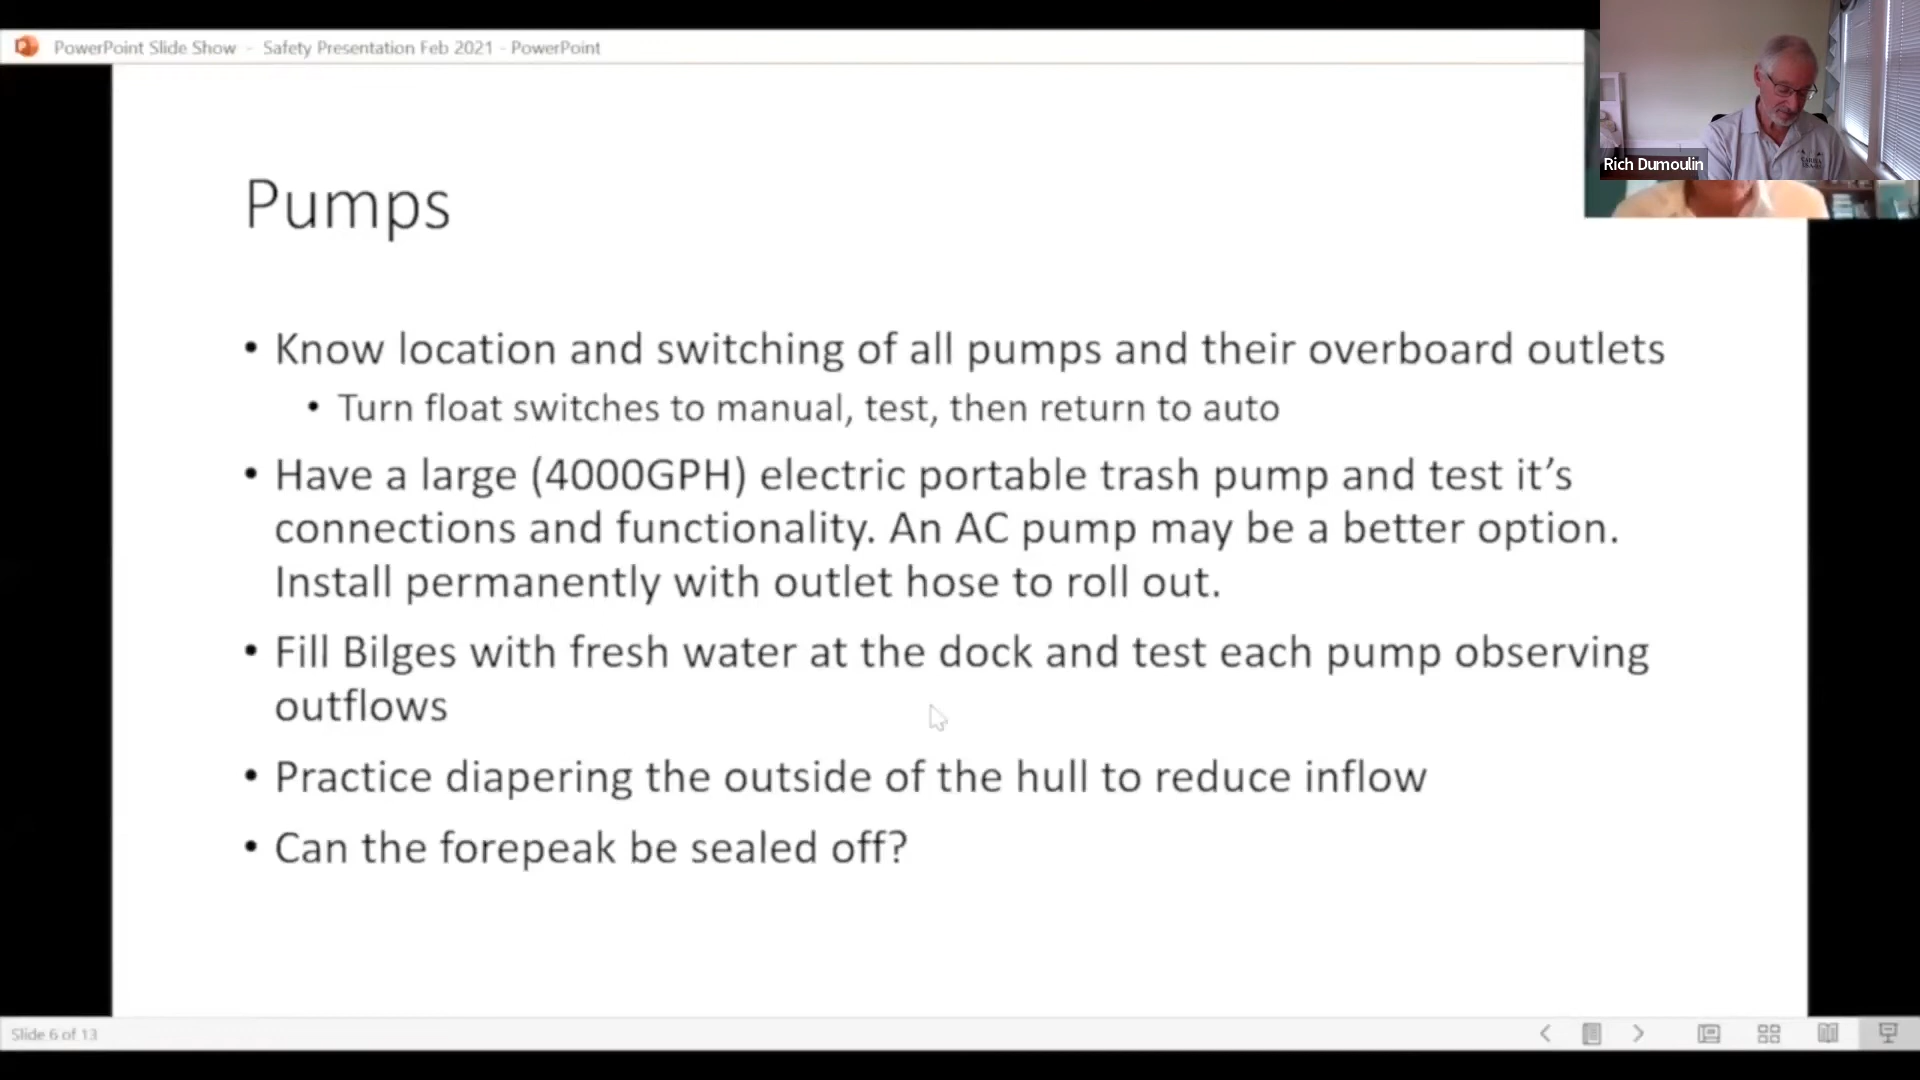 PowerPoint Slide Show - Safety Presentation Feb 2021 - PowerPoint
Rich Dumoulin
Pumps
• Know location and switching of all pumps and their overboard outlets
• Turn float switches to manual, test, then return to auto
• Have a large (4000GPH) electric portable trash pump and test it’s
connections and functionality. An AC pump may be a better option.
Install permanently with outlet hose to roll out.
• Fill Bilges with fresh water at the dock and test each pump observing
outflows
• Practice diapering the outside of the hull to reduce inflow
• Can the forepeak be sealed off?
Slide 6 of 13